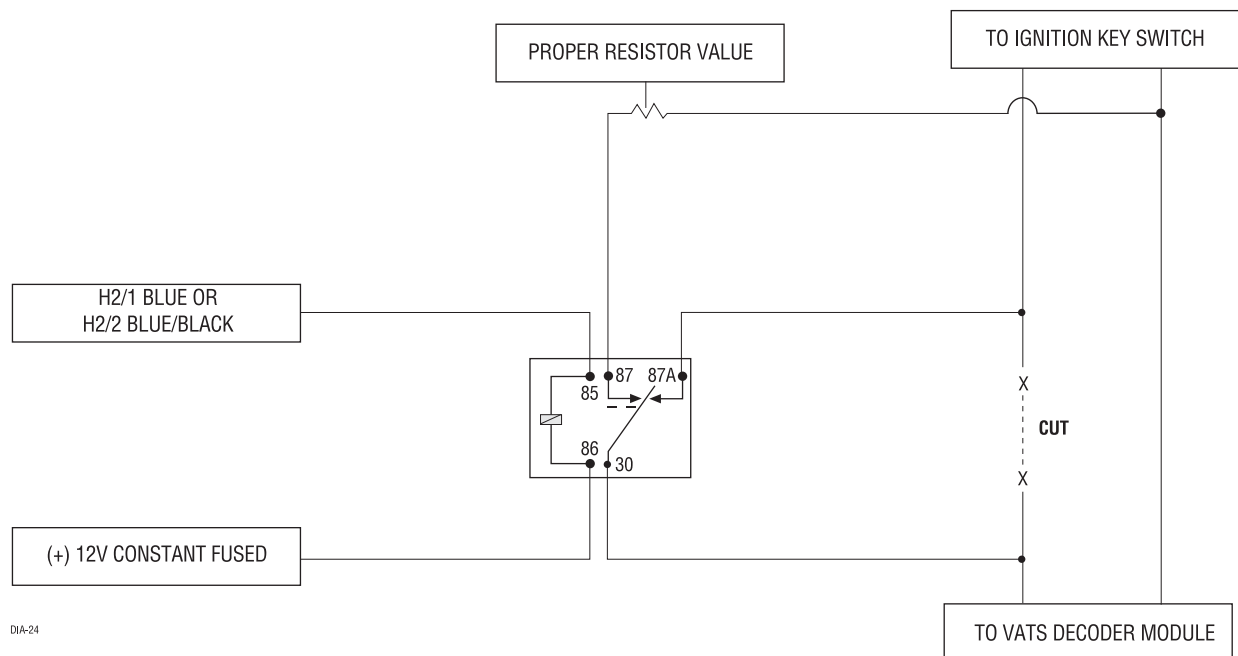 PROPER RESISTOR VALUE
TO IGNITION KEY SWITCH
H2/1 BLUE OR
H2/2 BLUE/BLACK
87 87A
85
86
30
X
CUT
X
(+) 12V CONSTANT FUSED
TO VATS DECODER MODULE
DIA-24